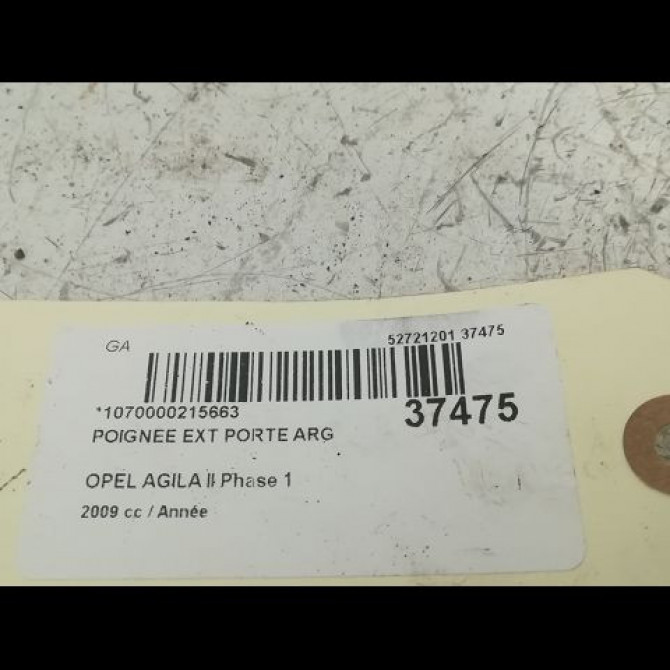 GA
52721201 37475
*1070000215663
37475
POIGNEE EXT PORTE ARG
OPEL AGILA II Phase 1
2009 cc / Année